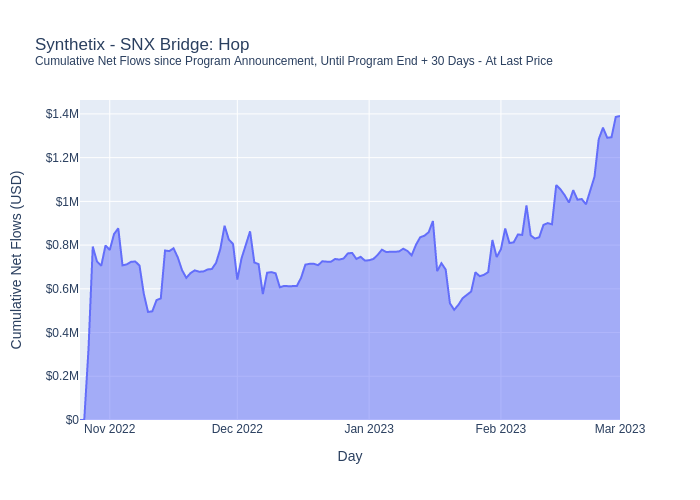 Synthetix - SNX Bridge: Hop
Cumulative Net Flows since Program Announcement, Until Program End + 30 Days - At Last Price
Cumulative Net Flows (USD)
$1.4M
$1.2M
$1M
$0.8M
$0.6M
$0.4M
$0.2M
$0
Nov 2022
Dec 2022
Jan 2023
Feb 2023
Mar 2023
Day